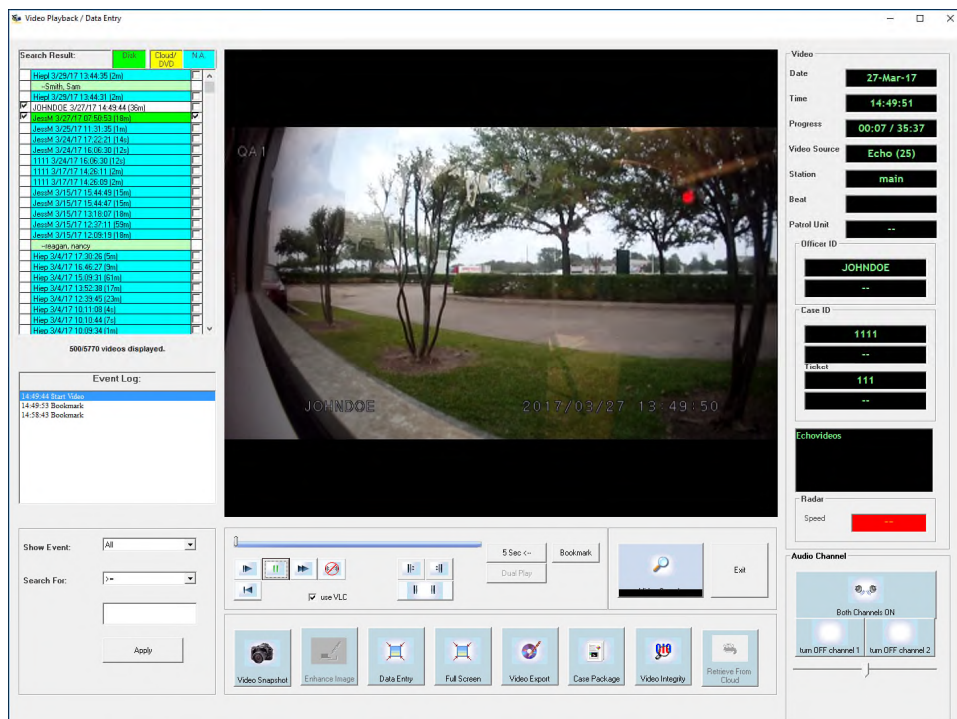 Video Playback / Data Entry
Search Result:
Disk
Cloud/
DVD
N.A.
Hiepl 3/29/17 13:44:35 (2m)
--Smith, Sam
Hiepl 3/29/17 13:44:31 (2m)
JOHNDOE 3/27/17 14:49:44 (36m)
JessM 3/27/17 07:50:53 (18m)
JessM 3/25/17 11:31:35 (1m)
JessM 3/24/17 17:22:21 (14s)
JessM 3/24/17 16:06:30 (12s)
1111 3/24/17 16:06:30 (12s)
1111 3/17/17 14:26:11 (2m)
1111 3/17/17 14:26:09 (2m)
JessM 3/15/17 15:44:49 (15m)
JessM 3/15/17 15:44:47 (15m)
JessM 3/15/17 13:18:07 (18m)
JessM 3/15/17 12:37:11 (59m)
JessM 3/15/17 12:09:19 (18m)
--reagan, nancy
Hiep 3/4/17 17:30:26 (5m)
Hiep 3/4/17 16:46:27 (9m)
Hiep 3/4/17 15:09:31 (61m)
Hiep 3/4/17 13:52:38 (17m)
Hiep 3/4/17 12:39:45 (23m)
Hiep 3/4/17 10:11:08 (4s)
Hiep 3/4/17 10:10:44 (7s)
Hiep 3/4/17 10:09:34 (1m)
500/5770 videos displayed.
Event Log:
14:49:44 Start Video
14:49:53 Bookmark
14:58:43 Bookmark
Show Event:
All
Search For:
>=
Apply
QA1
JOHNDOE
2017/03/27 13:49:50
5 Sec <--
Bookmark
Dual Play
use VLC
Exit
Video Snapshot
Enhance Image
Data Entry
Full Screen
Video Export
Case Package
Video Integrity
Retrieve From
Cloud
Video
Date
27-Mar-17
Time
14:49:51
Progress
00:07 / 35:37
Video Source
Echo (25)
Station
main
Beat
Patrol Unit
--
Officer ID
JOHNDOE
--
Case ID
1111
--
Ticket
111
--
Echovideos
Radar
Speed
--
Audio Channel
Both Channels ON
turn OFF channel 1
turn OFF channel 2